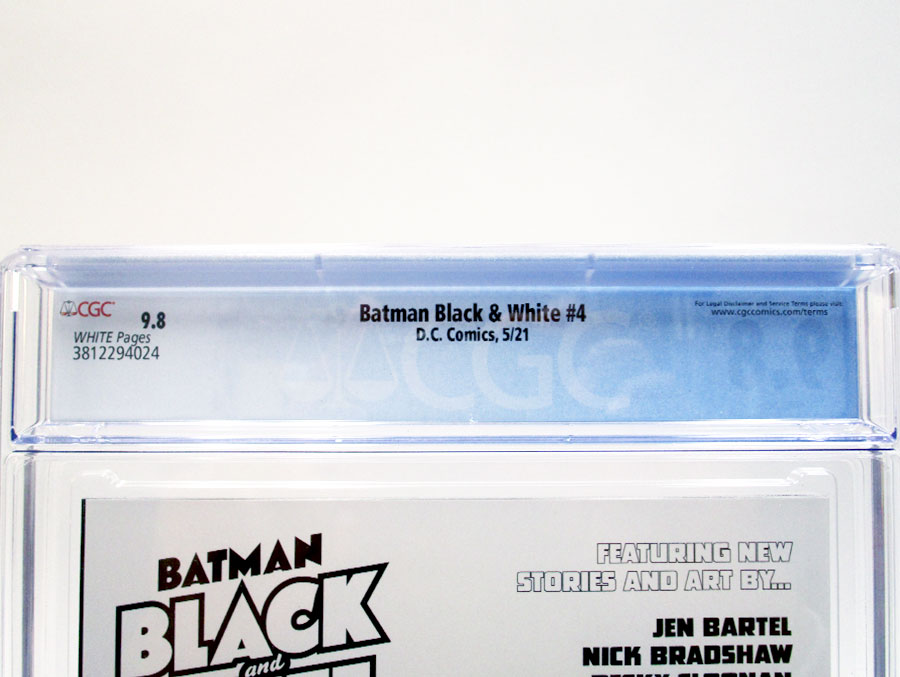 CGC
9.8
WHITE Pages
3812294024
Batman Black & White #4
D.C. Comics, 5/21
For Legal Disclaimer and Service Terms please visit:
www.cgccomics.com/terms
CGC
BATMAN
BLACK
and
FEATURING NEW
STORIES AND ART BY...
JEN BARTEL
NICK BRADSHAW